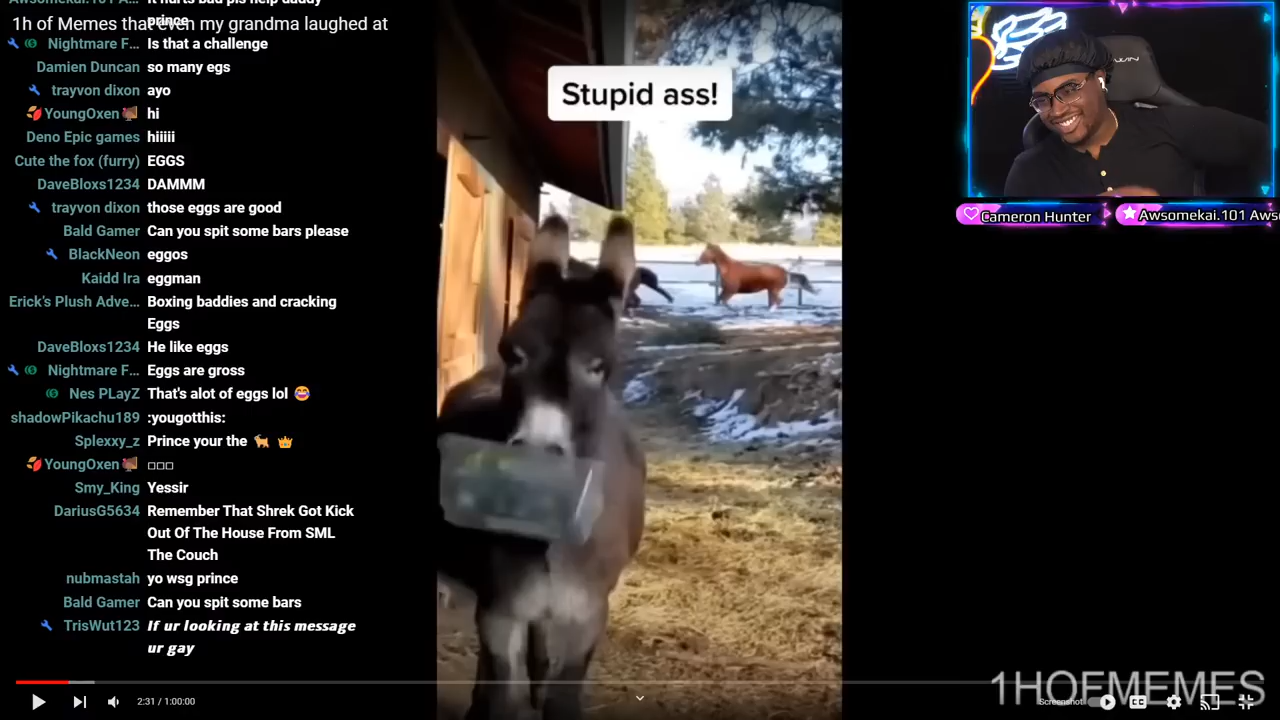 1h of Memes that even my grandma laughed at
prince
Nightmare F... Is that a challenge
Damien Duncan so many egs
trayvon dixon ayo
YoungOxen hi
Deno Epic games hiiiii
Cute the fox (furry) EGGS
DaveBloxs1234 DAMMM
trayvon dixon those eggs are good
Bald Gamer Can you spit some bars please
BlackNeon eggos
Kaidd Ira eggman
Erick's Plush Adve... Boxing baddies and cracking
Eggs
DaveBloxs1234 He like eggs
Nightmare F... Eggs are gross
Nes PLayZ That's alot of eggs lol 😂
shadowPikachu189 :yougotthis:
Splexxy_z Prince your the 🐐 👑
YoungOxen □□□
Smy_King Yessir
DariusG5634 Remember That Shrek Got Kick
Out Of The House From SML
The Couch
nubmastah yo wsg prince
Bald Gamer Can you spit some bars
TrisWut123 If ur looking at this message
ur gay
Stupid ass!
WIN
Cameron Hunter
Awsomekai.101 Aws
1HOFMEMES
2:31 / 1:00:00
Screenshot
CC